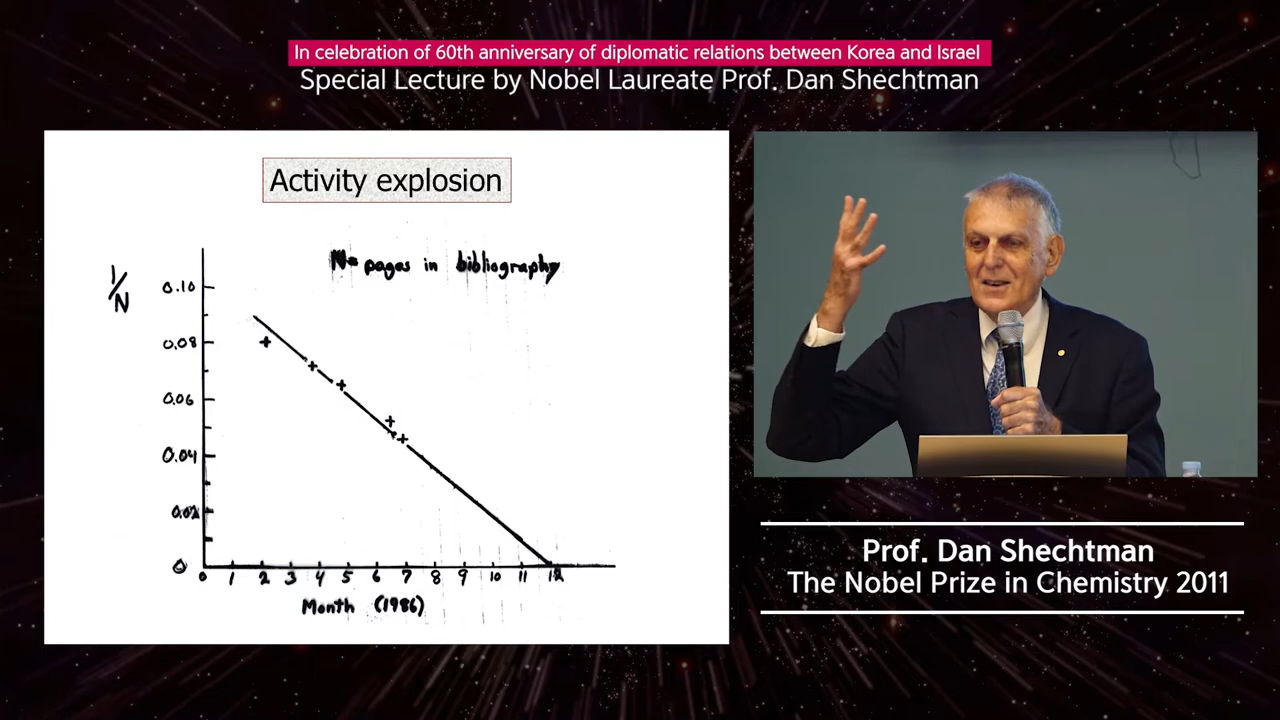 In celebration of 60th anniversary of diplomatic relations between Korea and Israel
Special Lecture by Nobel Laureate Prof. Dan Shechtman
Activity explosion
N= pages in bibliography
1/N
0.10
0.08
0.06
0.04
0.02
0
0 1 2 3 4 5 6 7 8 9 10 11 12
Month (1986)
Prof. Dan Shechtman
The Nobel Prize in Chemistry 2011